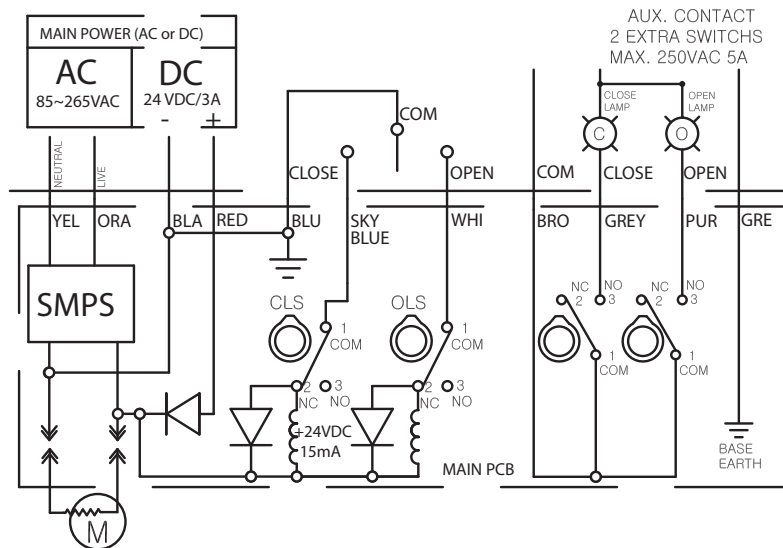 AUX. CONTACT
2 EXTRA SWITCHS
MAX. 250VAC 5A
MAIN POWER (AC or DC)
AC
85~265VAC
DC
24 VDC/3A
- +
NEUTRAL
LIVE
COM
CLOSE
OPEN
COM
CLOSE LAMP
C
OPEN LAMP
O
CLOSE
OPEN
YEL
ORA
BLA
RED
BLU
SKY BLUE
WHI
BRO
GREY
PUR
GRE
SMPS
CLS
1
COM
2
NC
3
NO
OLS
1
COM
2
NC
3
NO
NC
2
NO
3
1
COM
NC
2
NO
3
1
COM
+24VDC
15mA
MAIN PCB
BASE
EARTH
M